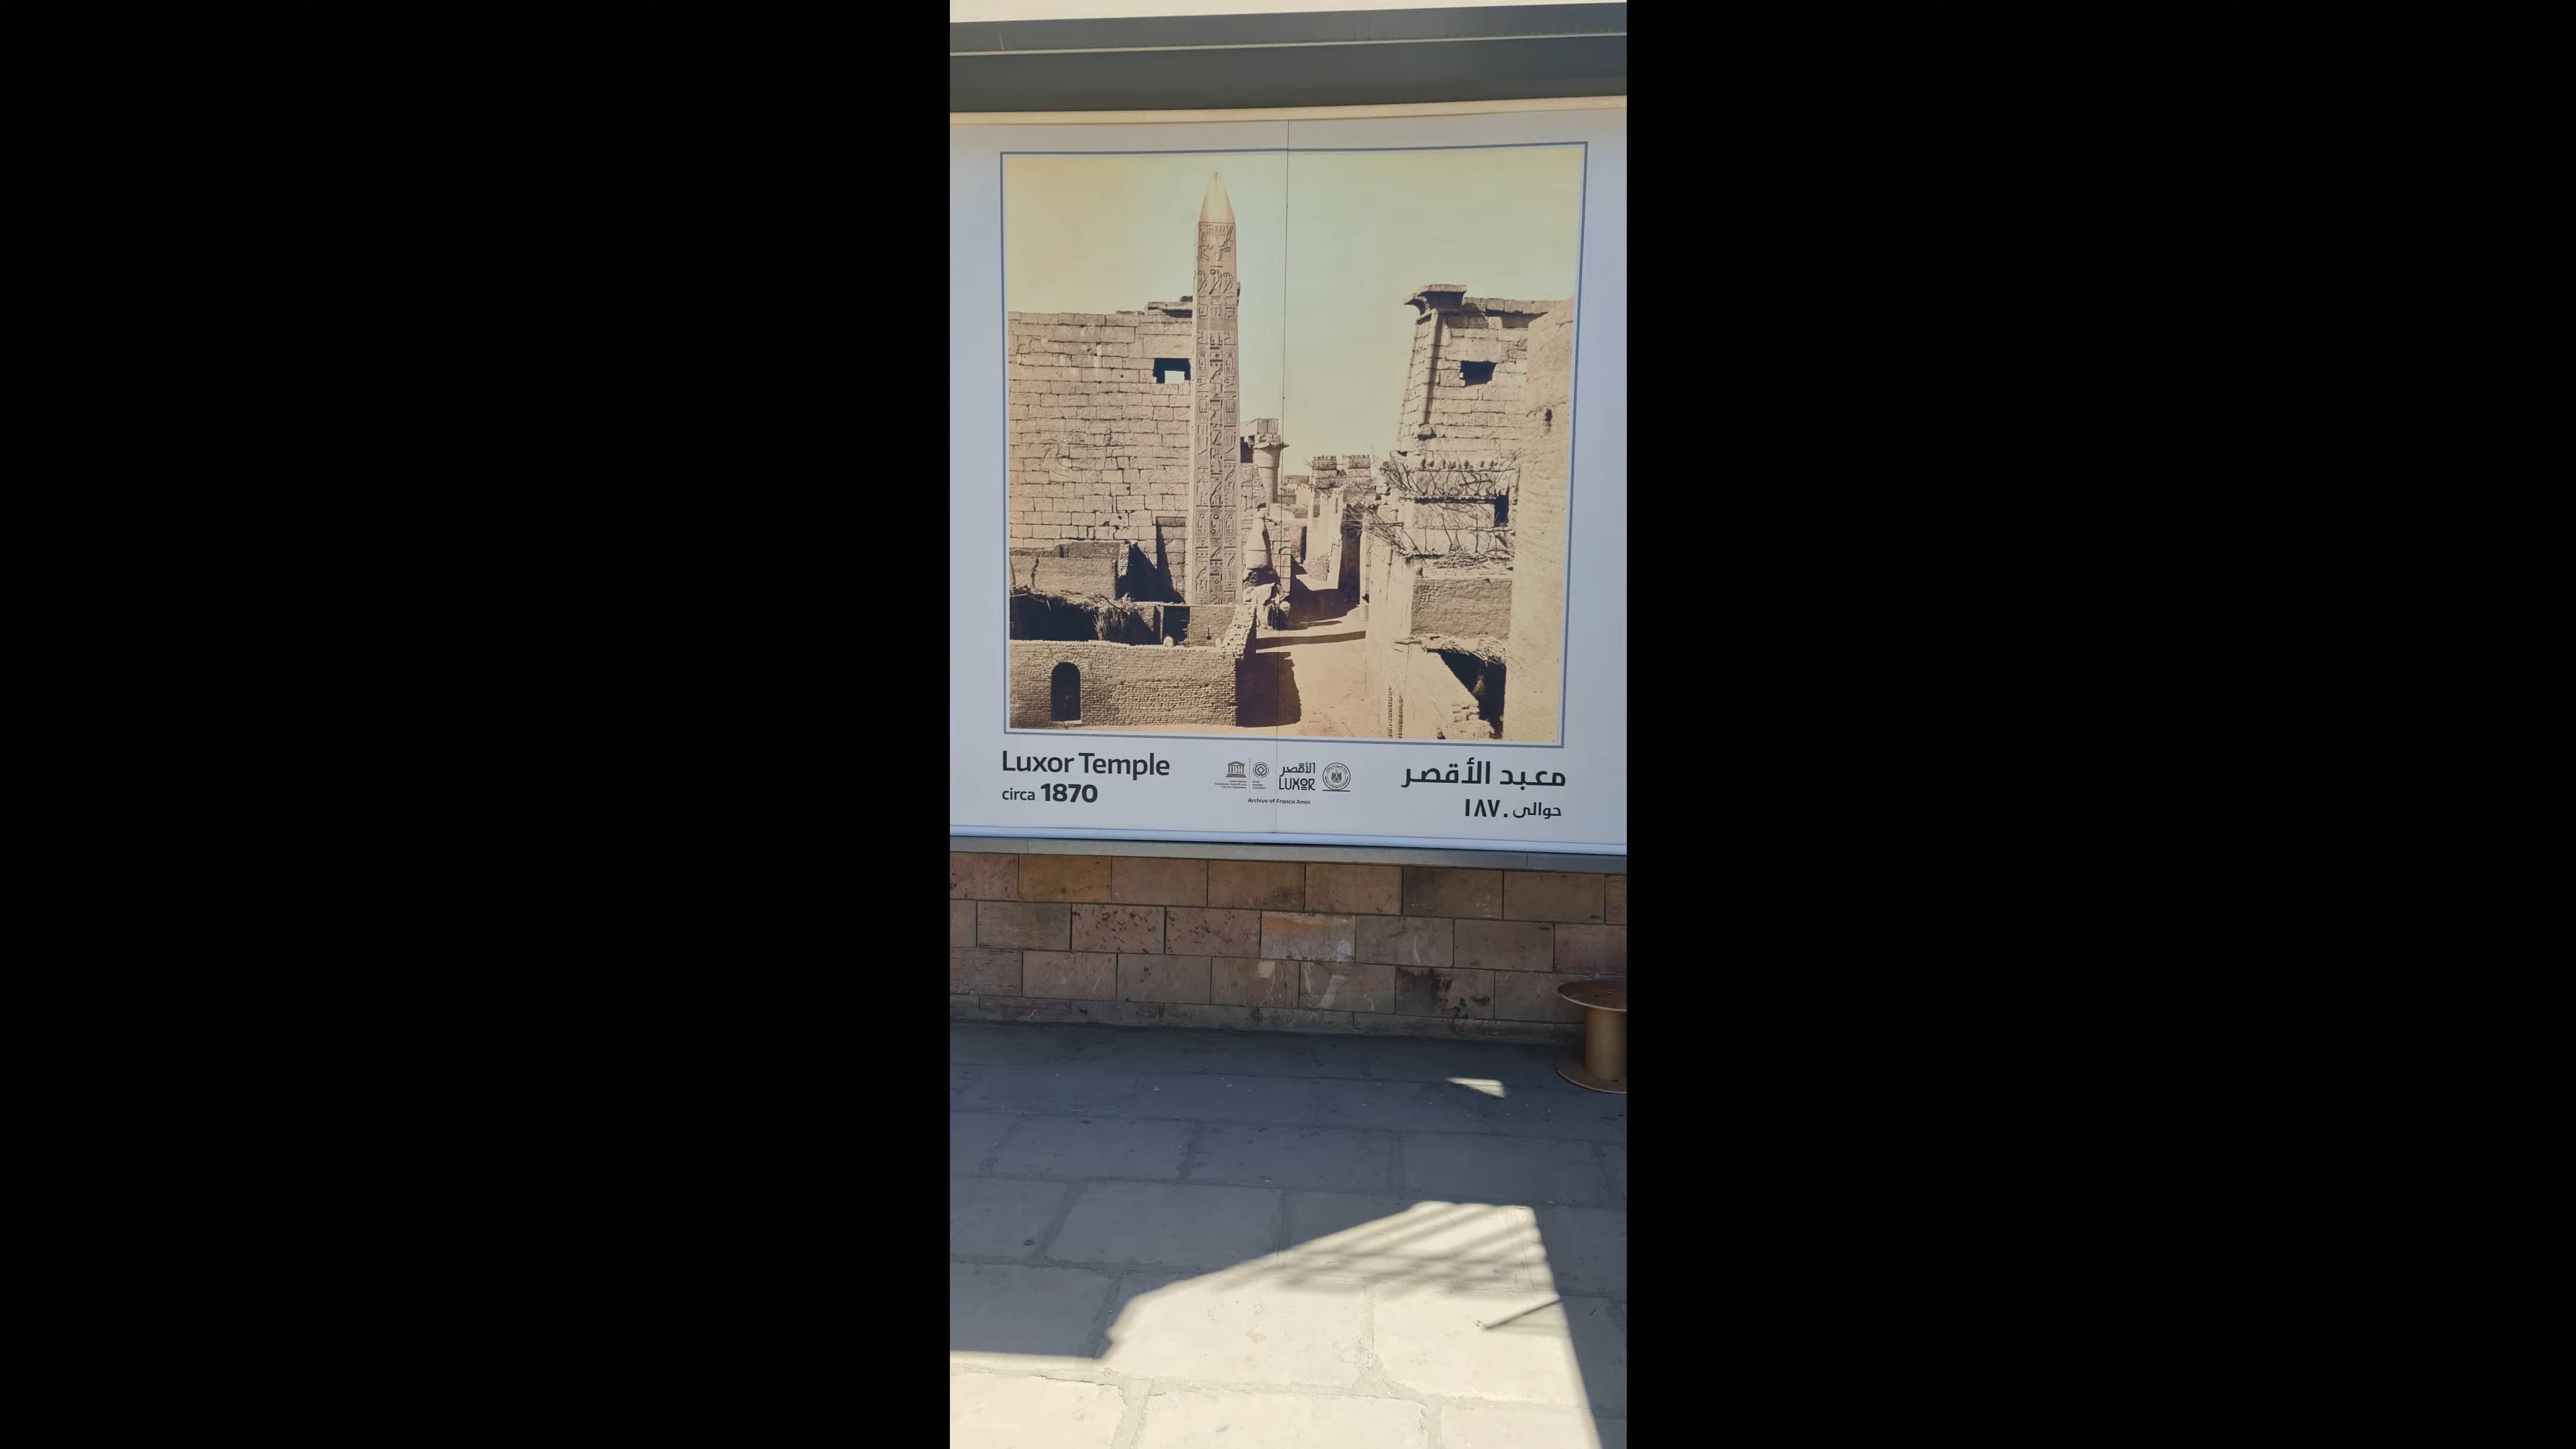 Luxor Temple
circa 1870
الأقصر
LUXOR
Archive of Francis Amin
معبد الأقصر
حوالى ١٨٧٠